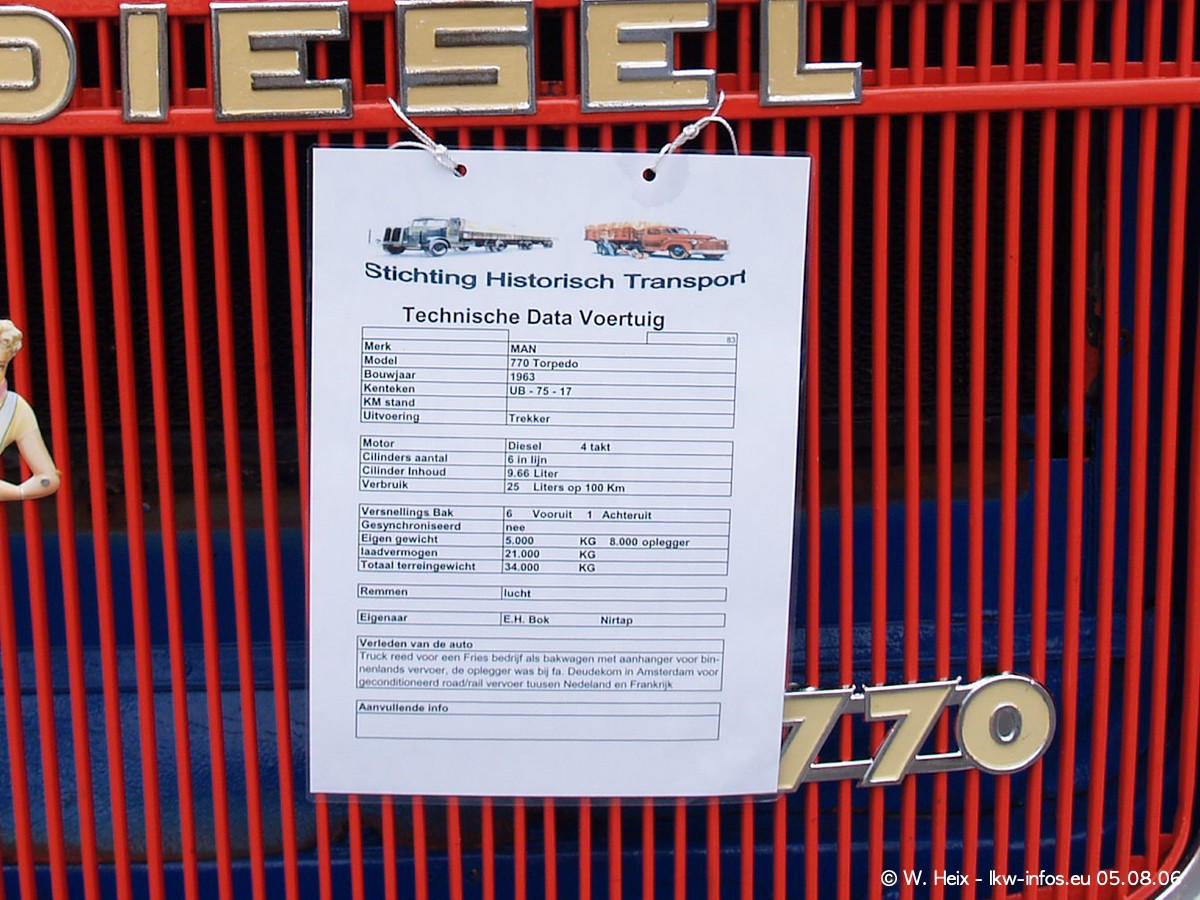 DIESEL
Stichting Historisch Transport
Technische Data Voertuig
83
Merk MAN
Model 770 Torpedo
Bouwjaar 1963
Kenteken UB - 75 - 17
KM stand
Uitvoering Trekker
Motor Diesel 4 takt
Cilinders aantal 6 in lijn
Cilinder Inhoud 9.66 Liter
Verbruik 25 Liters op 100 Km
Versnellings Bak 6 Vooruit 1 Achteruit
Gesynchroniseerd nee
Eigen gewicht 5.000 KG 8.000 oplegger
laadvermogen 21.000 KG
Totaal terreingewicht 34.000 KG
Remmen lucht
Eigenaar E.H. Bok Nirtap
Verleden van de auto
Truck reed voor een Fries bedrijf als bakwagen met aanhanger voor bin-
nenlands vervoer, de oplegger was bij fa. Deudekom in Amsterdam voor
geconditioneerd road/rail vervoer tuusen Nedeland en Frankrijk
Aanvullende info
770
© W. Heix - lkw-infos.eu 05.08.06